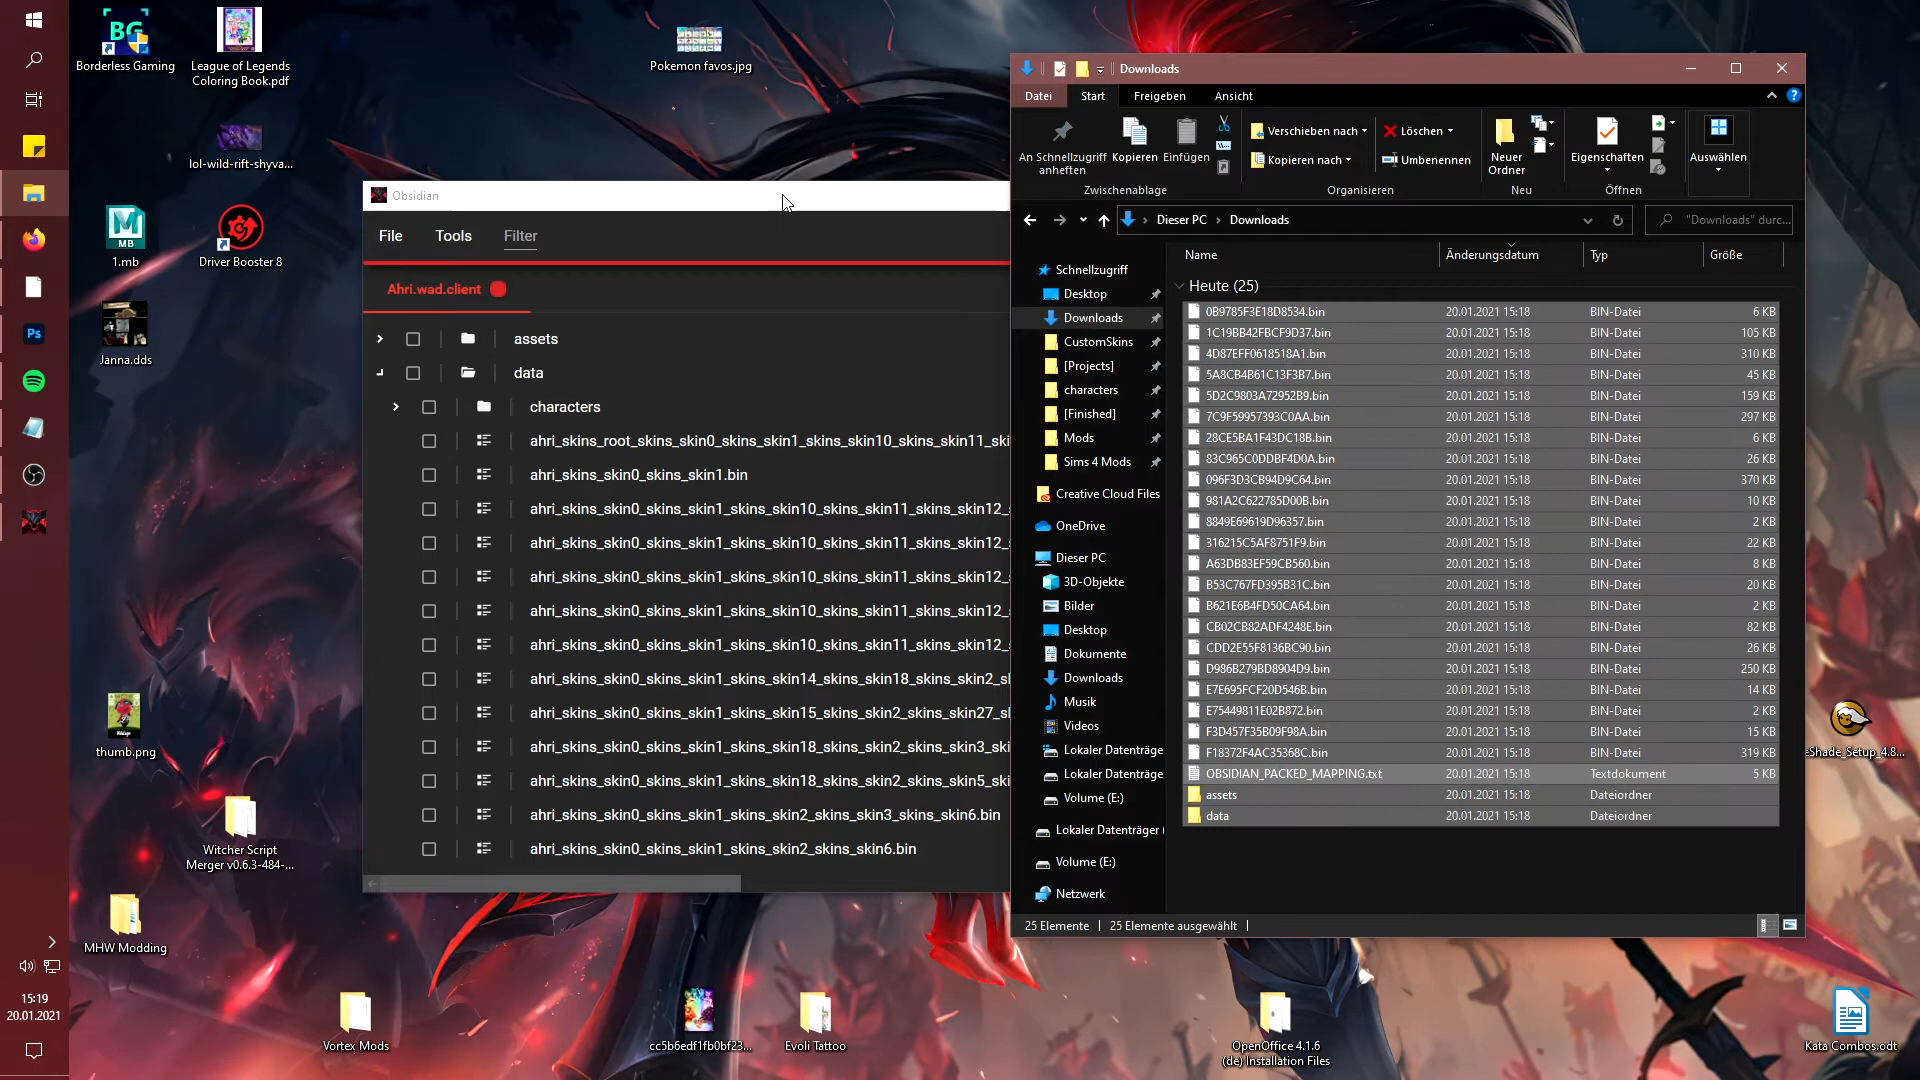 Borderless Gaming
League of Legends
Coloring Book.pdf
Pokemon favos.jpg
lol-wild-rift-shyva...
MB
1.mb
Driver Booster 8
Janna.dds
thumb.png
Witcher Script
Merger v0.6.3-484-...
MHW Modding
Vortex Mods
cc5b6edf1fb0bf23...
Evoli Tattoo
OpenOffice 4.1.6
(de) Installation Files
Kata Combos.odt
eShade_Setup_4.8...
BG
Ps
15:19
20.01.2021
Obsidian
File
Tools
Filter
Ahri.wad.client
assets
data
characters
ahri_skins_root_skins_skin0_skins_skin1_skins_skin10_skins_skin11_ski
ahri_skins_skin0_skins_skin1.bin
ahri_skins_skin0_skins_skin1_skins_skin10_skins_skin11_skins_skin12_
ahri_skins_skin0_skins_skin1_skins_skin10_skins_skin11_skins_skin12_
ahri_skins_skin0_skins_skin1_skins_skin10_skins_skin11_skins_skin12_
ahri_skins_skin0_skins_skin1_skins_skin10_skins_skin11_skins_skin12_
ahri_skins_skin0_skins_skin1_skins_skin10_skins_skin11_skins_skin12_
ahri_skins_skin0_skins_skin1_skins_skin14_skins_skin18_skins_skin2_sl
ahri_skins_skin0_skins_skin1_skins_skin15_skins_skin2_skins_skin27_sl
ahri_skins_skin0_skins_skin1_skins_skin18_skins_skin2_skins_skin3_ski
ahri_skins_skin0_skins_skin1_skins_skin18_skins_skin2_skins_skin5_ski
ahri_skins_skin0_skins_skin1_skins_skin2_skins_skin3_skins_skin6.bin
ahri_skins_skin0_skins_skin1_skins_skin2_skins_skin6.bin
Downloads
Datei
Start
Freigeben
Ansicht
An Schnellzugriff
anheften
Kopieren
Einfügen
Zwischenablage
Verschieben nach
Kopieren nach
Löschen
Umbenennen
Organisieren
Neuer
Ordner
Neu
Eigenschaften
Öffnen
Auswählen
Dieser PC
Downloads
"Downloads" durc...
Schnellzugriff
Desktop
Downloads
CustomSkins
[Projects]
characters
[Finished]
Mods
Sims 4 Mods
Creative Cloud Files
OneDrive
Dieser PC
3D-Objekte
Bilder
Desktop
Dokumente
Downloads
Musik
Videos
Lokaler Datenträge
Lokaler Datenträge
Volume (E:)
Lokaler Datenträger (
Volume (E:)
Netzwerk
Name Änderungsdatum Typ Größe
Heute (25)
0B9785F3E18D8534.bin 20.01.2021 15:18 BIN-Datei 6 KB
1C19BB42FBCF9D37.bin 20.01.2021 15:18 BIN-Datei 105 KB
4D87EFF0618518A1.bin 20.01.2021 15:18 BIN-Datei 310 KB
5A8CB4B61C13F3B7.bin 20.01.2021 15:18 BIN-Datei 45 KB
5D2C9803A72952B9.bin 20.01.2021 15:18 BIN-Datei 159 KB
7C9F59957393C0AA.bin 20.01.2021 15:18 BIN-Datei 297 KB
28CE5BA1F43DC18B.bin 20.01.2021 15:18 BIN-Datei 6 KB
83C965C0DDBF4D0A.bin 20.01.2021 15:18 BIN-Datei 26 KB
096F3D3CB94D9C64.bin 20.01.2021 15:18 BIN-Datei 370 KB
981A2C622785D00B.bin 20.01.2021 15:18 BIN-Datei 10 KB
8849E69619D96357.bin 20.01.2021 15:18 BIN-Datei 2 KB
316215C5AF8751F9.bin 20.01.2021 15:18 BIN-Datei 22 KB
A63DB83EF59CB560.bin 20.01.2021 15:18 BIN-Datei 8 KB
B53C767FD395B31C.bin 20.01.2021 15:18 BIN-Datei 20 KB
B621E6B4FD50CA64.bin 20.01.2021 15:18 BIN-Datei 2 KB
CB02CB82ADF4248E.bin 20.01.2021 15:18 BIN-Datei 82 KB
CDD2E55F8136BC90.bin 20.01.2021 15:18 BIN-Datei 26 KB
D986B279BD8904D9.bin 20.01.2021 15:18 BIN-Datei 250 KB
E7E695FCF20D546B.bin 20.01.2021 15:18 BIN-Datei 14 KB
E75449811E02B872.bin 20.01.2021 15:18 BIN-Datei 2 KB
F3D457F35B09F98A.bin 20.01.2021 15:18 BIN-Datei 15 KB
F18372F4AC35368C.bin 20.01.2021 15:18 BIN-Datei 319 KB
OBSIDIAN_PACKED_MAPPING.txt 20.01.2021 15:18 Textdokument 5 KB
assets 20.01.2021 15:18 Dateiordner
data 20.01.2021 15:18 Dateiordner
25 Elemente
25 Elemente ausgewählt